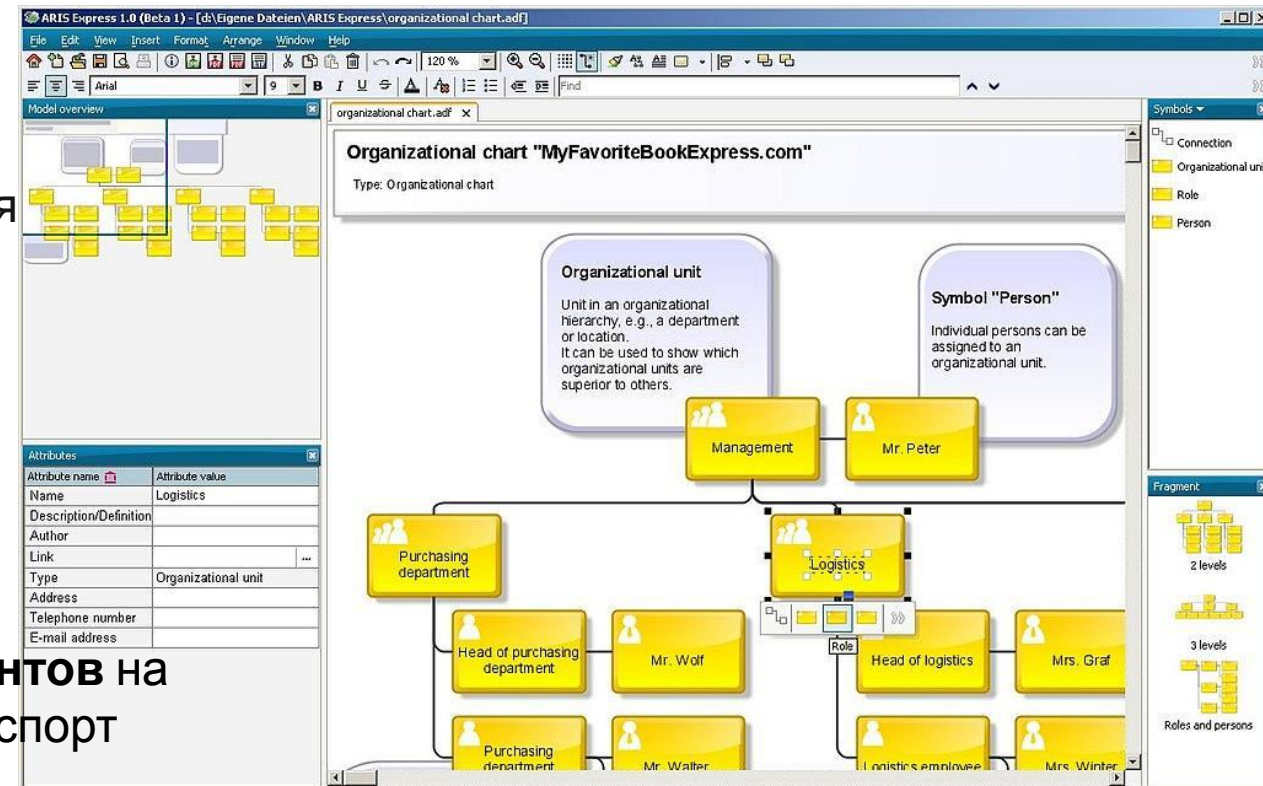 ARIS Express 1.0 (Beta 1) - [d:\Eigene Dateien\ARIS Express\organizational chart.adf]
File Edit View Insert Format Arrange Window Help
120 %
Arial 9 B I U S A Find
Model overview
organizational chart.adf x
Organizational chart "MyFavoriteBookExpress.com"
Type: Organizational chart
я
Organizational unit
Unit in an organizational
hierarchy, e.g., a department
or location.
It can be used to show which
organizational units are
superior to others.
Symbol "Person"
Individual persons can be
assigned to an
organizational unit.
Management
Mr. Peter
Purchasing
department
Logistics
Role
Head of purchasing
department
Mr. Wolf
Head of logistics
Mrs. Graf
Purchasing
department
Mr. Walter
Logistics employee
Mrs. Winter
Attributes
Attribute name Attribute value
Name Logistics
Description/Definition
Author
Link ...
Type Organizational unit
Address
Telephone number
E-mail address
нтов на
спорт
Symbols
Connection
Organizational uni
Role
Person
Fragment
2 levels
3 levels
Roles and persons